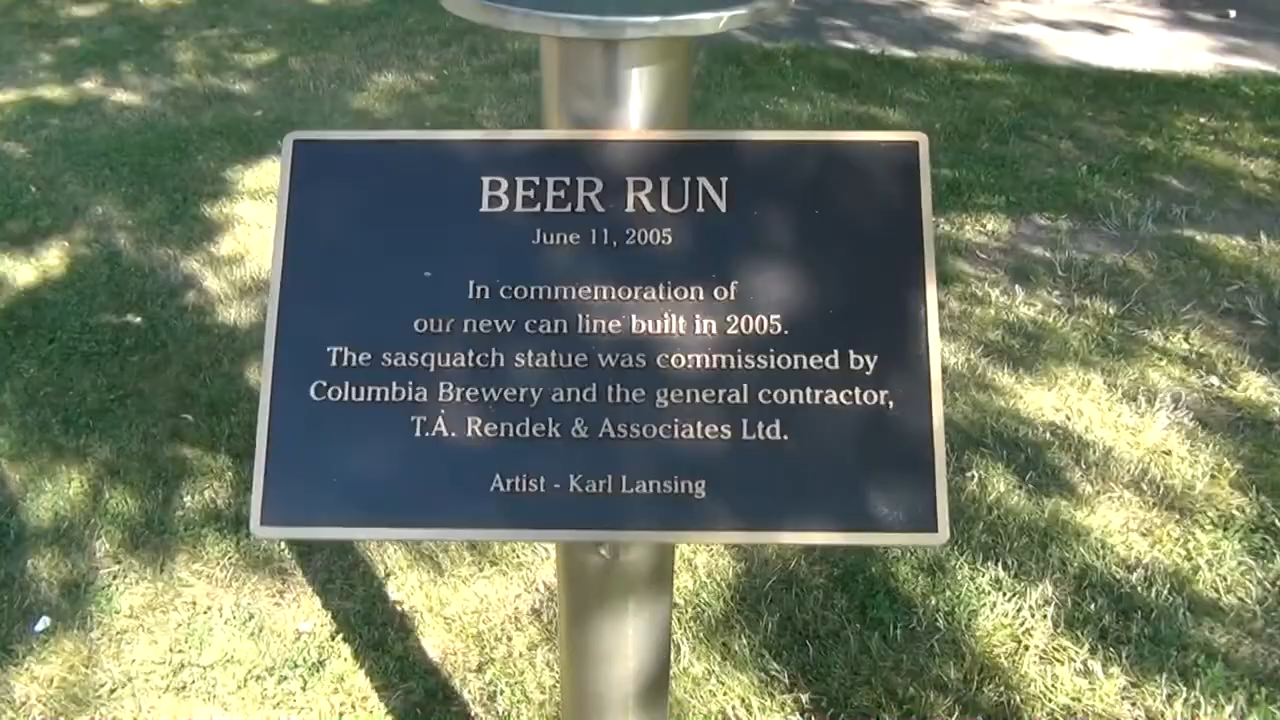 BEER RUN
June 11, 2005
In commemoration of
our new can line built in 2005.
The sasquatch statue was commissioned by
Columbia Brewery and the general contractor,
T.A. Rendek & Associates Ltd.
Artist - Karl Lansing